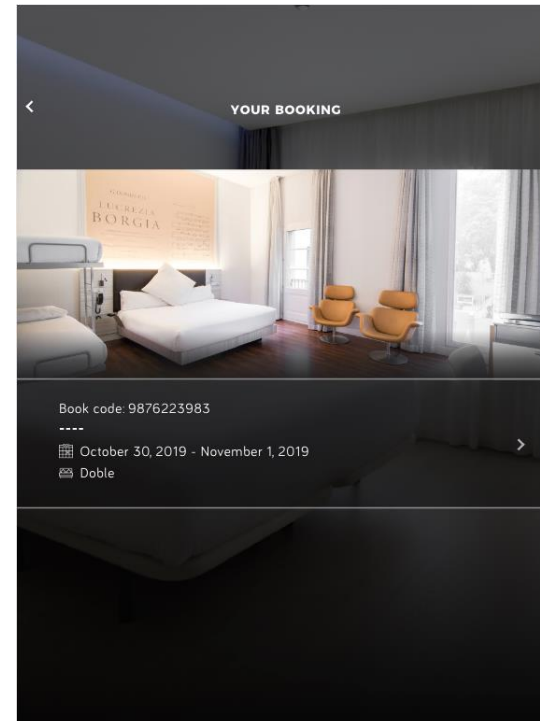 YOUR BOOKING
LUCREZIA
BORGIA
Book code: 9876223983
----
October 30, 2019 - November 1, 2019
Doble